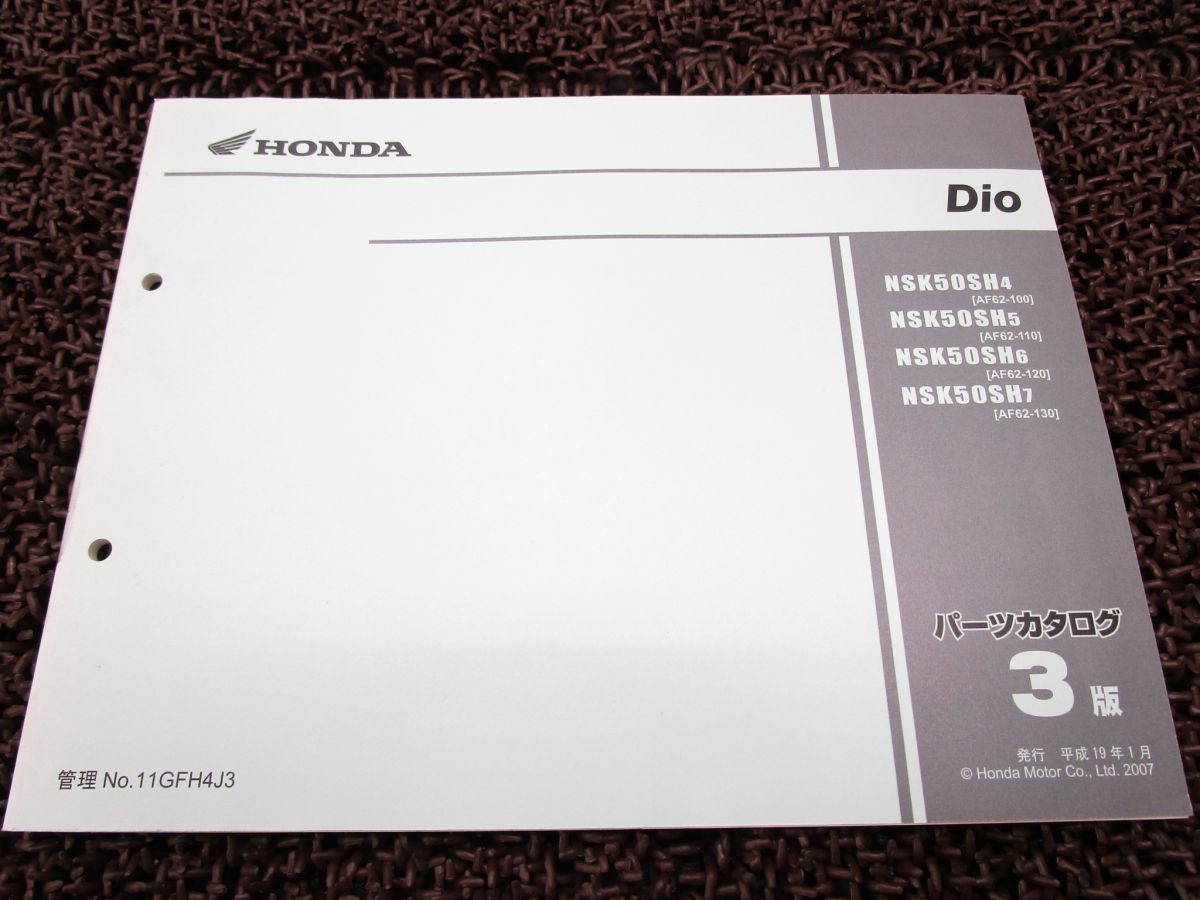 HONDA
Dio
NSK50SH4
[AF62-100]
NSK50SH5
[AF62-110]
NSK50SH6
[AF62-120]
NSK50SH7
[AF62-130]
パーツカタログ
3版
発行 平成19年1月
© Honda Motor Co., Ltd. 2007
管理 No.11GFH4J3